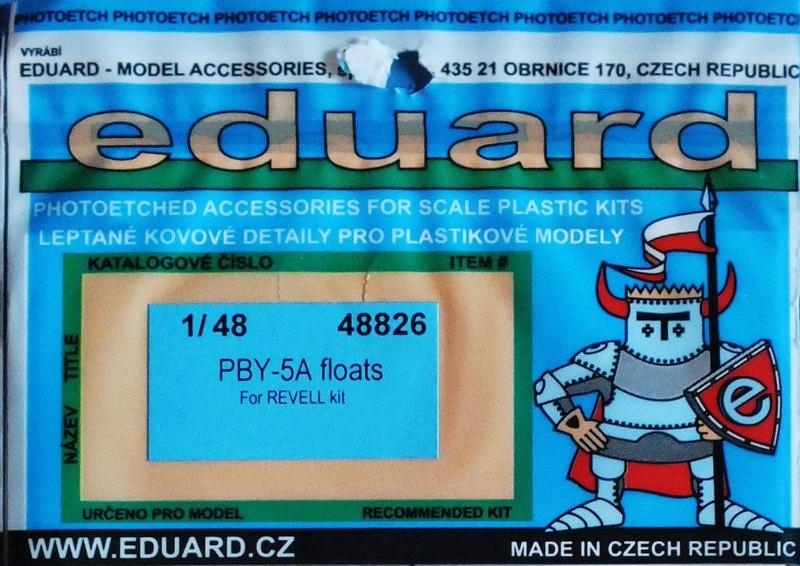 PHOTOETCH PHOTOETCH PHOTOETCH PHOTOETCH PHOTOETCH PHOTOETCH PHOTOETCH PHOTOETCH
VYRÁBÍ
EDUARD - MODEL ACCESSORIES, 435 21 OBRNICE 170, CZECH REPUBLIC
eduard
PHOTOETCHED ACCESSORIES FOR SCALE PLASTIC KITS
LEPTANÉ KOVOVÉ DETAILY PRO PLASTIKOVÉ MODELY
KATALOGOVÉ ČÍSLO ITEM #
NÁZEV TITLE
1/48 48826
PBY-5A floats
For REVELL kit
URČENO PRO MODEL RECOMMENDED KIT
e
WWW.EDUARD.CZ MADE IN CZECH REPUBLIC